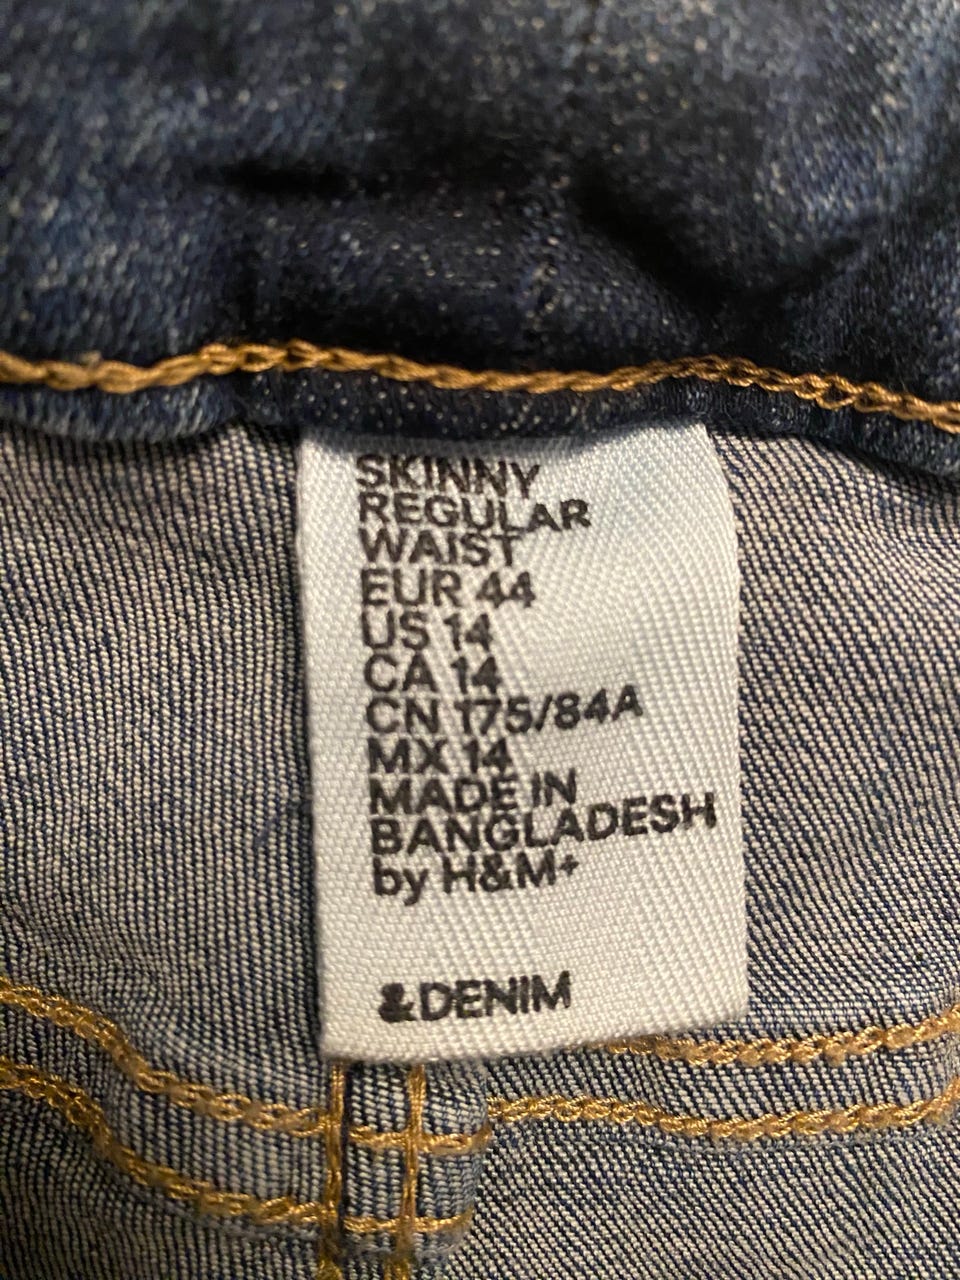 SKINNY
REGULAR
WAIST
EUR 44
US 14
CA 14
CN 175/84A
MX 14
MADE IN
BANGLADESH
by H&M+
&DENIM